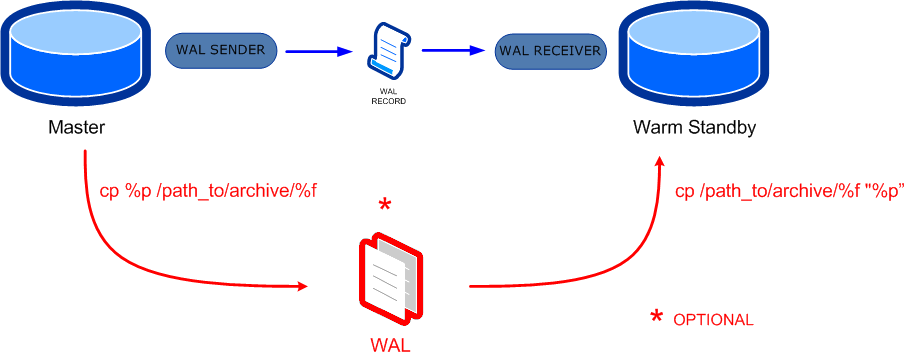 WAL SENDER
WAL RECEIVER
WAL
RECORD
Master
Warm Standby
cp %p /path_to/archive/%f
*
cp /path_to/archive/%f "%p”
WAL
* OPTIONAL